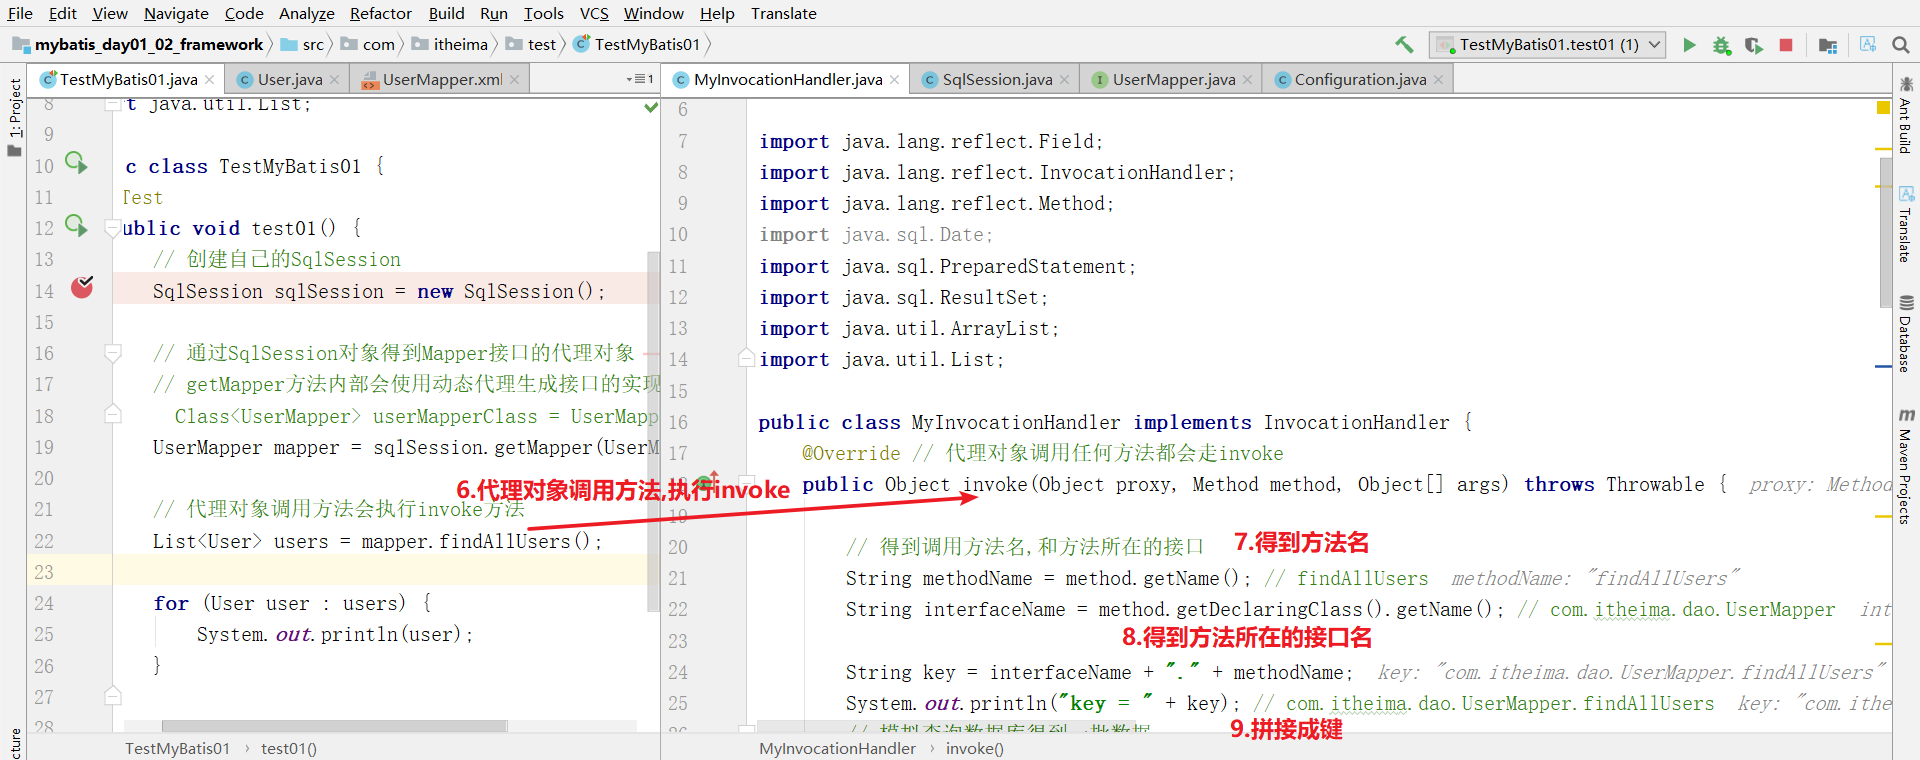 File Edit View Navigate Code Analyze Refactor Build Run Tools VCS Window Help Translate
mybatis_day01_02_framework src com itheima test TestMyBatis01 TestMyBatis01.test01 (1)
TestMyBatis01.java User.java UserMapper.xml 1
MyInvocationHandler.java SqlSession.java UserMapper.java Configuration.java
1: Project
8 t java.util.List;
9
10 c class TestMyBatis01 {
11 Test
12 ublic void test01() {
13 // 创建自己的SqlSession
14 SqlSession sqlSession = new SqlSession();
15
16 // 通过SqlSession对象得到Mapper接口的代理对象
17 // getMapper方法内部会使用动态代理生成接口的实现
18 Class<UserMapper> userMapperClass = UserMapp
19 UserMapper mapper = sqlSession.getMapper(UserM
20
21 // 代理对象调用方法会执行invoke方法
22 List<User> users = mapper.findAllUsers();
23
24 for (User user : users) {
25 System.out.println(user);
26 }
27
28
TestMyBatis01 › test01()
6.代理对象调用方法,执行invoke
6
7 import java.lang.reflect.Field;
8 import java.lang.reflect.InvocationHandler;
9 import java.lang.reflect.Method;
10 import java.sql.Date;
11 import java.sql.PreparedStatement;
12 import java.sql.ResultSet;
13 import java.util.ArrayList;
14 import java.util.List;
15
16 public class MyInvocationHandler implements InvocationHandler {
17 @Override // 代理对象调用任何方法都会走invoke
public Object invoke(Object proxy, Method method, Object[] args) throws Throwable { proxy: Method
19
20 // 得到调用方法名,和方法所在的接口 7.得到方法名
21 String methodName = method.getName(); // findAllUsers methodName: "findAllUsers"
22 String interfaceName = method.getDeclaringClass().getName(); // com.itheima.dao.UserMapper int
23 8.得到方法所在的接口名
24 String key = interfaceName + "." + methodName; key: "com.itheima.dao.UserMapper.findAllUsers"
25 System.out.println("key = " + key); // com.itheima.dao.UserMapper.findAllUsers key: "com.ithe
// 模拟查询数据库得到一批数据
9.拼接成键
MyInvocationHandler › invoke()
Ant Build
Translate
Database
Maven Projects
cture